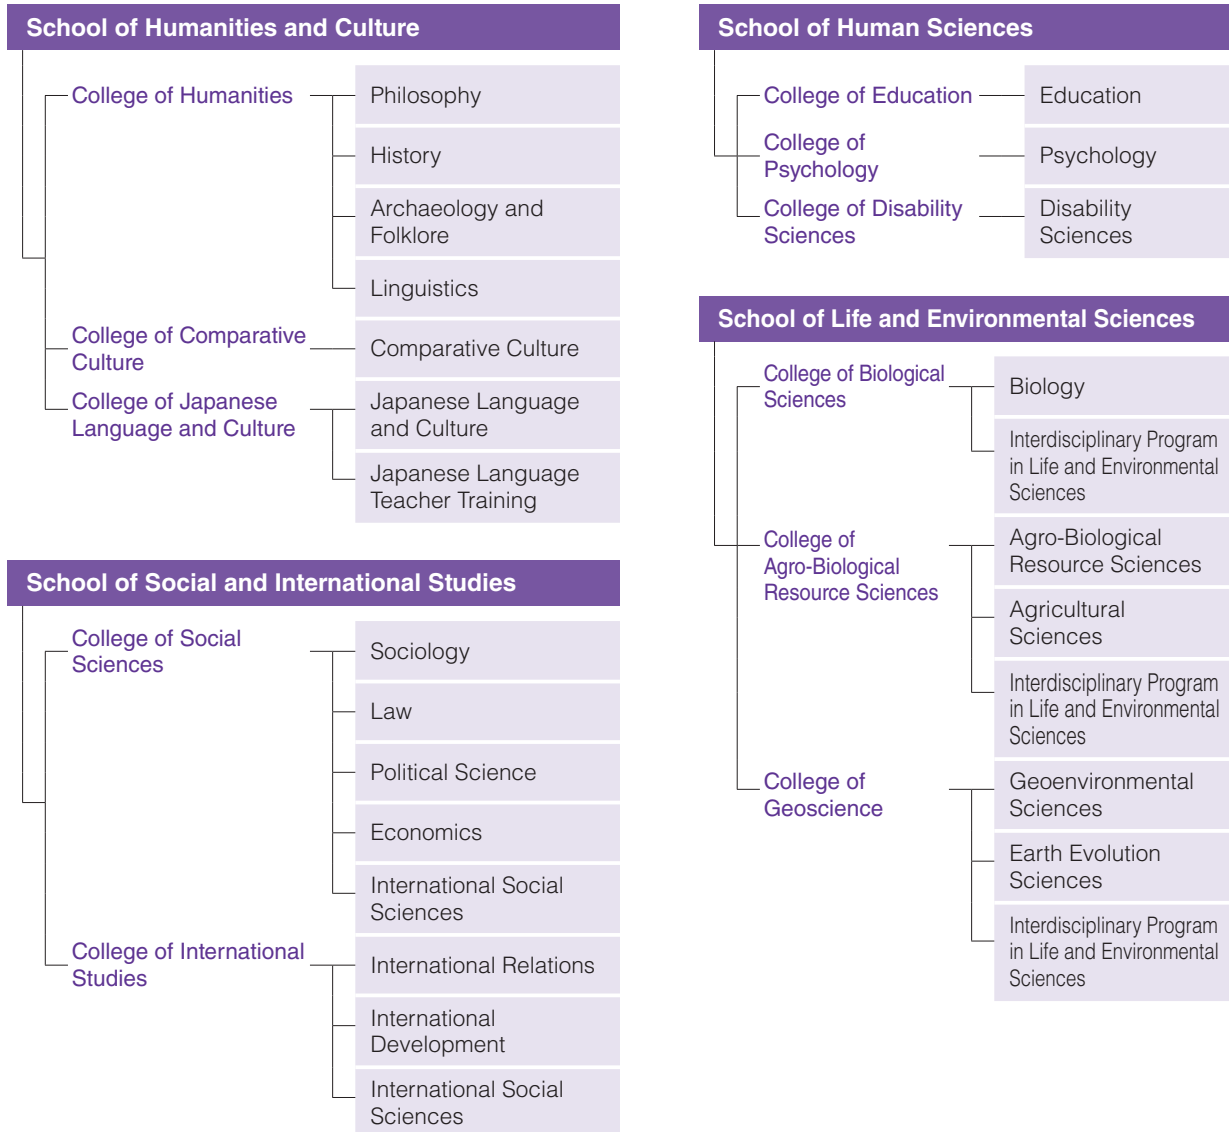 School of Humanities and Culture
College of Humanities
Philosophy
History
Archaeology and
Folklore
Linguistics
College of Comparative
Culture
Comparative Culture
College of Japanese
Language and Culture
Japanese Language
and Culture
Japanese Language
Teacher Training
School of Social and International Studies
College of Social
Sciences
Sociology
Law
Political Science
Economics
International Social
Sciences
College of International
Studies
International Relations
International
Development
International Social
Sciences
School of Human Sciences
College of Education
Education
College of
Psychology
Psychology
College of Disability
Sciences
Disability
Sciences
School of Life and Environmental Sciences
College of Biological
Sciences
Biology
Interdisciplinary Program
in Life and Environmental
Sciences
College of
Agro-Biological
Resource Sciences
Agro-Biological
Resource Sciences
Agricultural
Sciences
Interdisciplinary Program
in Life and Environmental
Sciences
College of
Geoscience
Geoenvironmental
Sciences
Earth Evolution
Sciences
Interdisciplinary Program
in Life and Environmental
Sciences